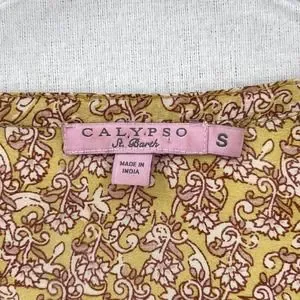 CALYPSO
St. Barth
S
MADE IN
INDIA